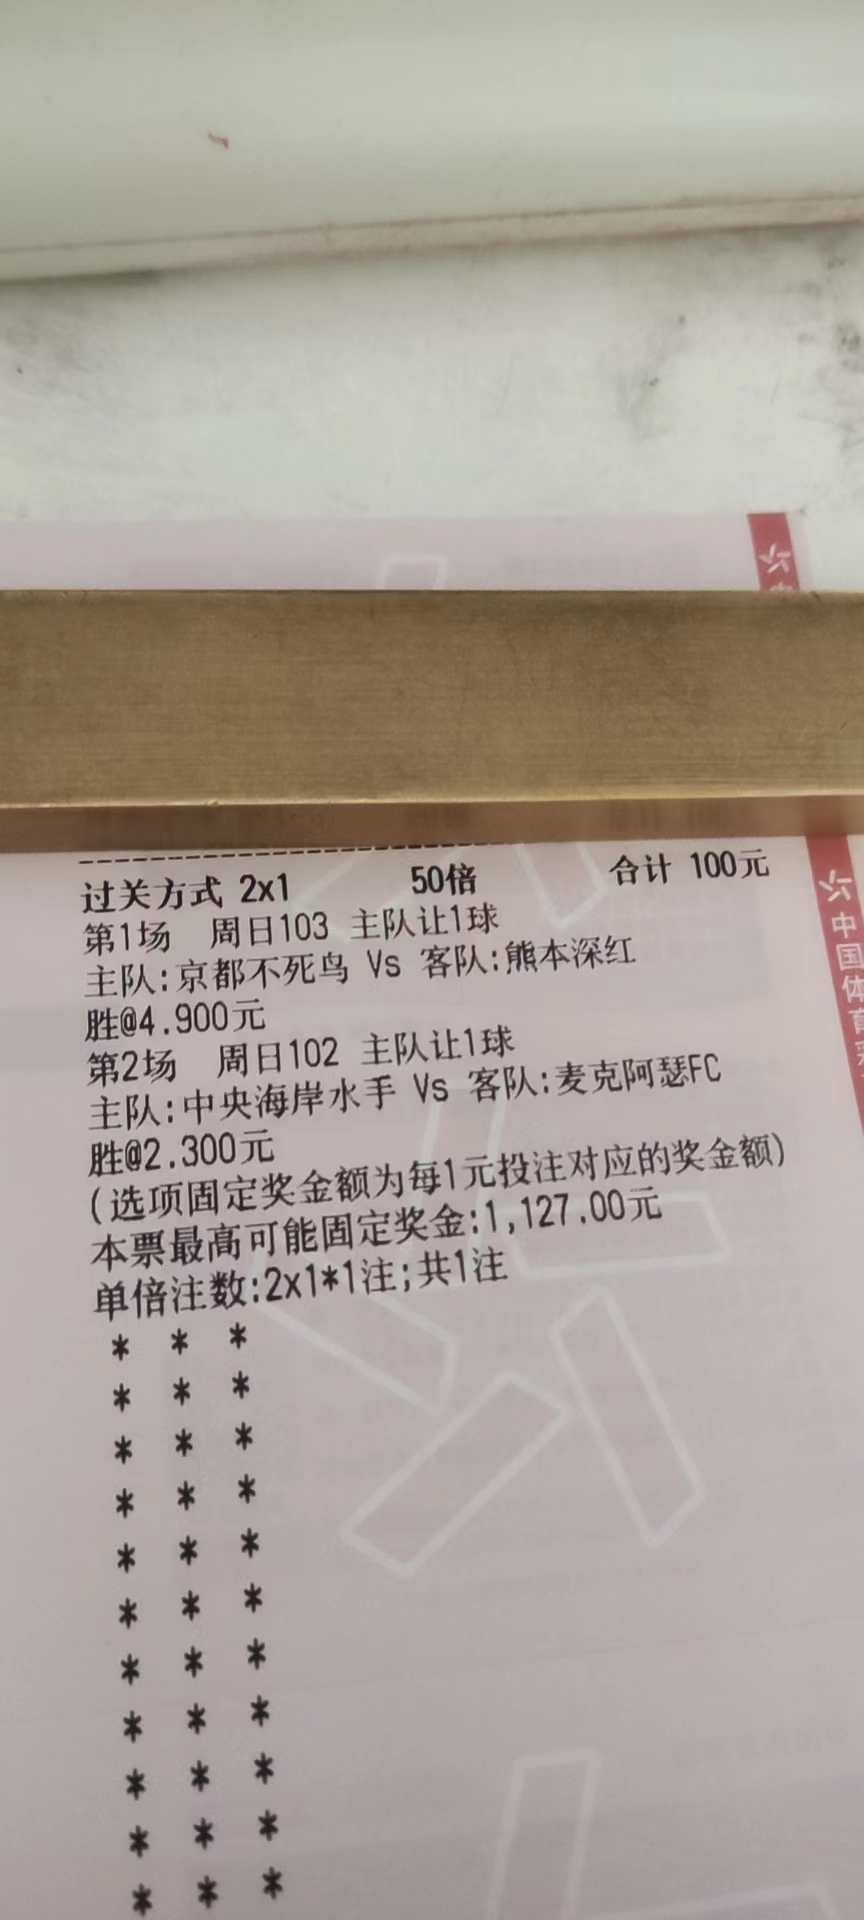 过关方式 2x1 50倍 合计 100元
第1场 周日103 主队让1球
主队:京都不死鸟 Vs 客队:熊本深红
胜@4.900元
第2场 周日102 主队让1球
主队:中央海岸水手 Vs 客队:麦克阿瑟FC
胜@2.300元
(选项固定奖金额为每1元投注对应的奖金额)
本票最高可能固定奖金:1,127.00元
单倍注数:2x1*1注;共1注
* * *
* * *
* * *
* * *
* * *
* * *
* * *
* * *
* * *
* * *
* * *
中国体育